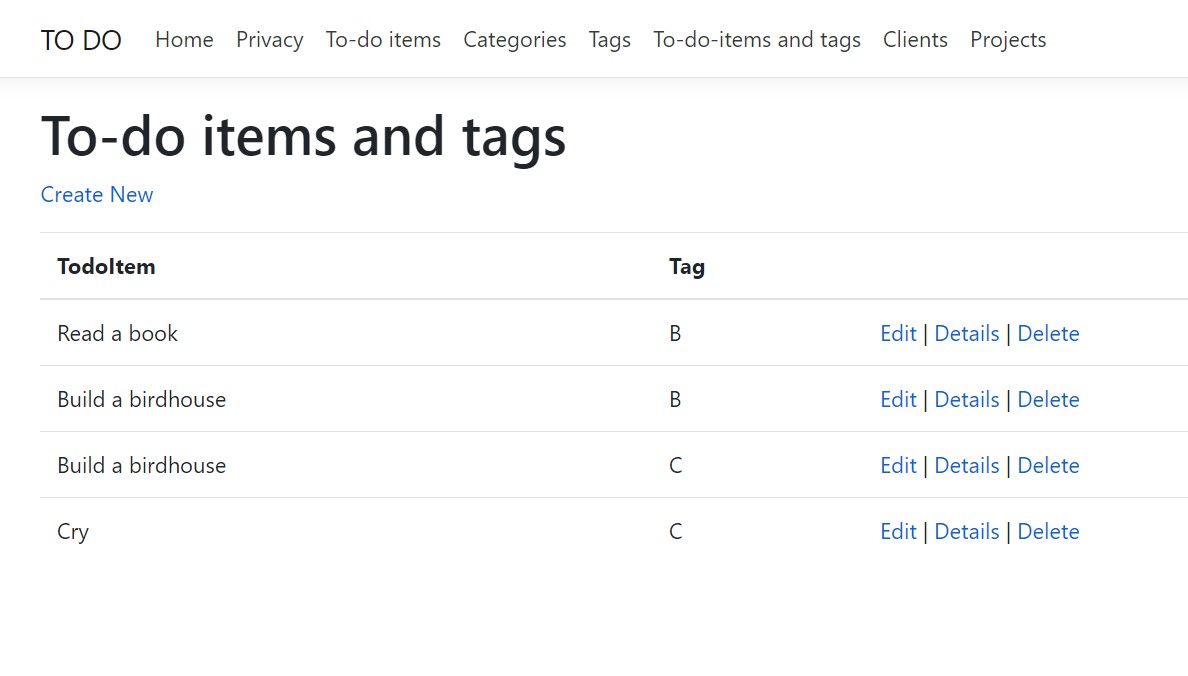 TO DO Home Privacy To-do items Categories Tags To-do-items and tags Clients Projects
To-do items and tags
Create New
TodoItem Tag
Read a book B Edit | Details | Delete
Build a birdhouse B Edit | Details | Delete
Build a birdhouse C Edit | Details | Delete
Cry C Edit | Details | Delete